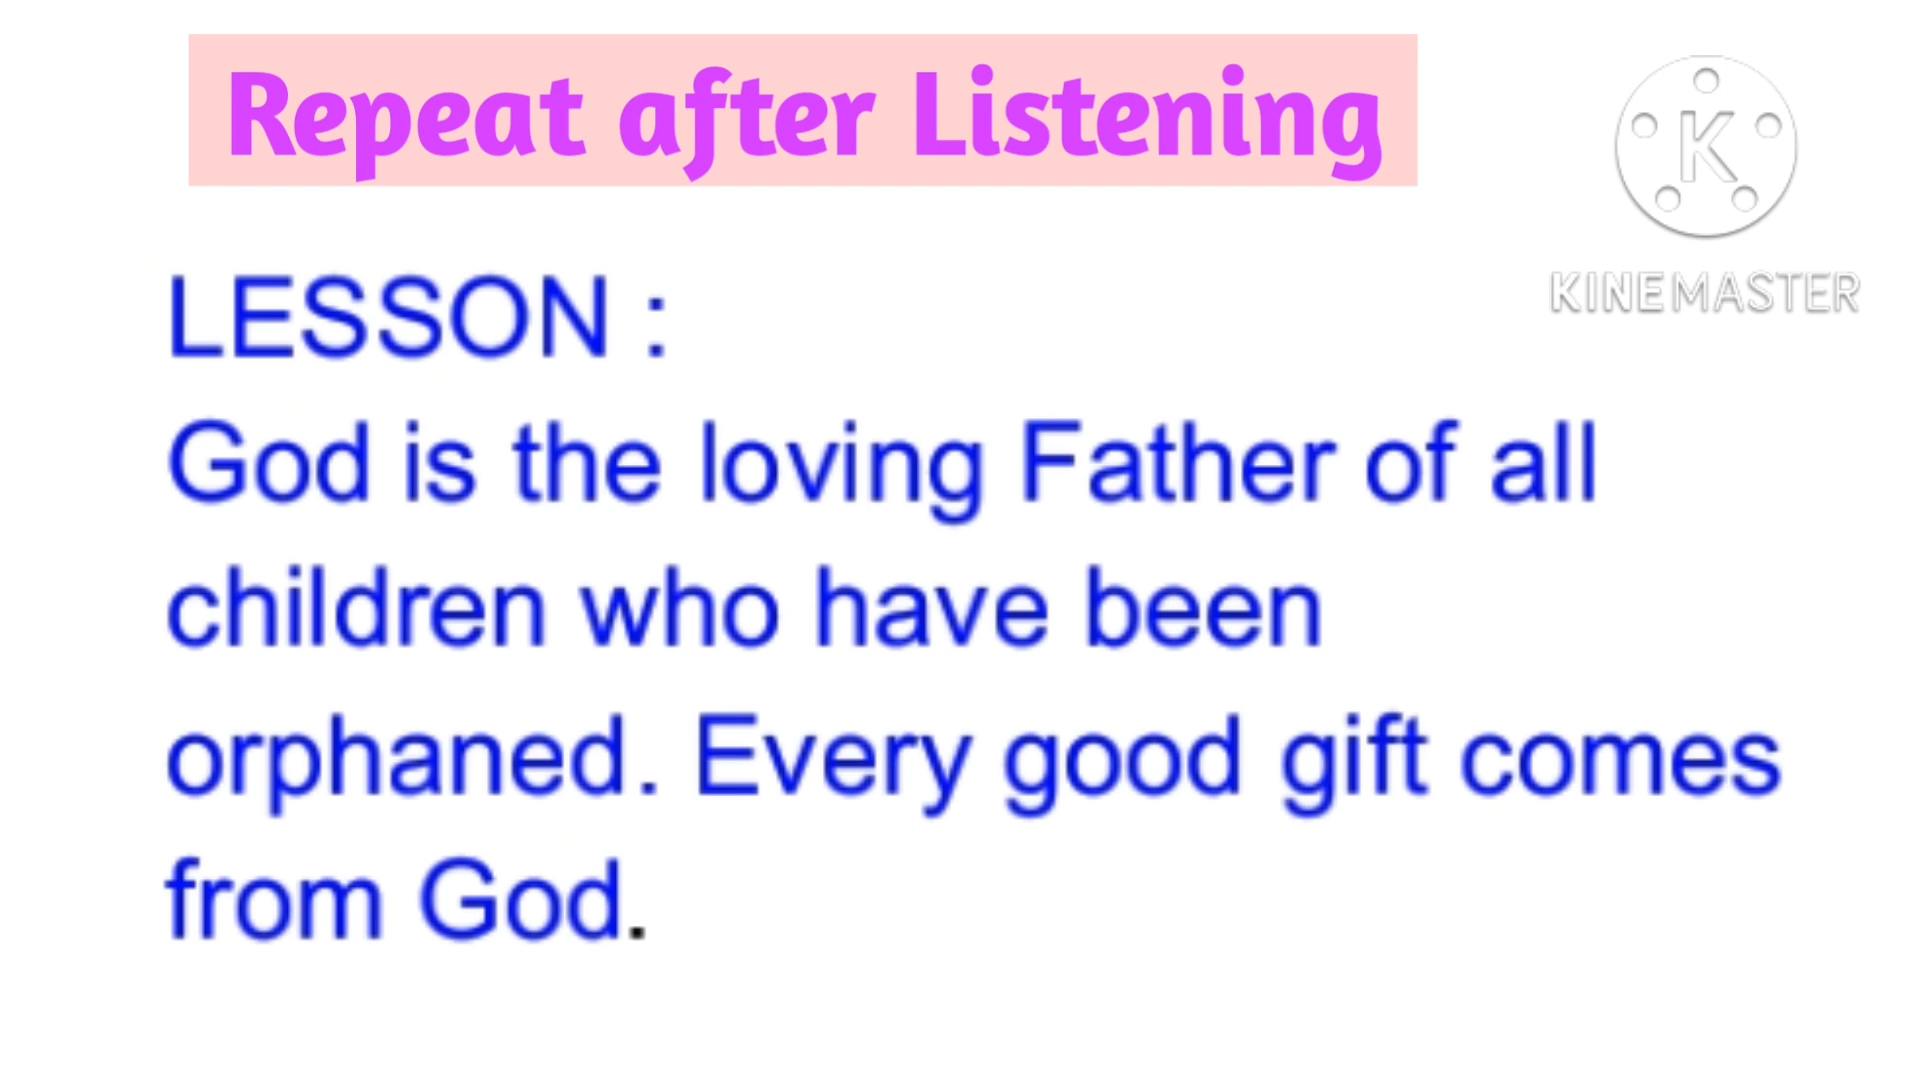 Repeat after Listening
K
KINEMASTER
LESSON :
God is the loving Father of all
children who have been
orphaned. Every good gift comes
from God.